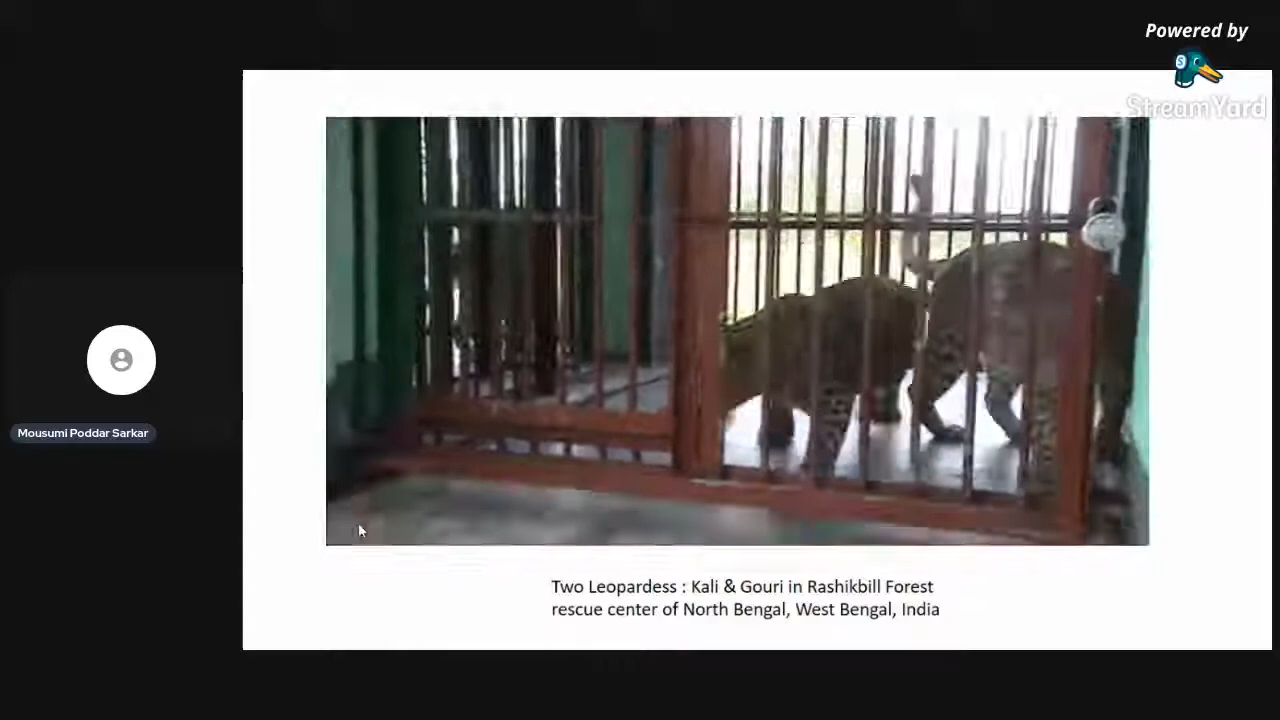 Powered by
StreamYard
Mousumi Poddar Sarkar
Two Leopardess : Kali & Gouri in Rashikbill Forest
rescue center of North Bengal, West Bengal, India